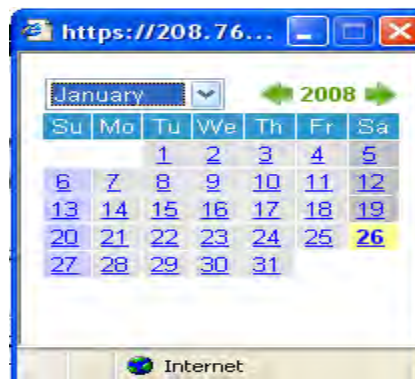 https://208.76...
January 2008
Su Mo Tu We Th Fr Sa
1 2 3 4 5
6 7 8 9 10 11 12
13 14 15 16 17 18 19
20 21 22 23 24 25 26
27 28 29 30 31
Internet